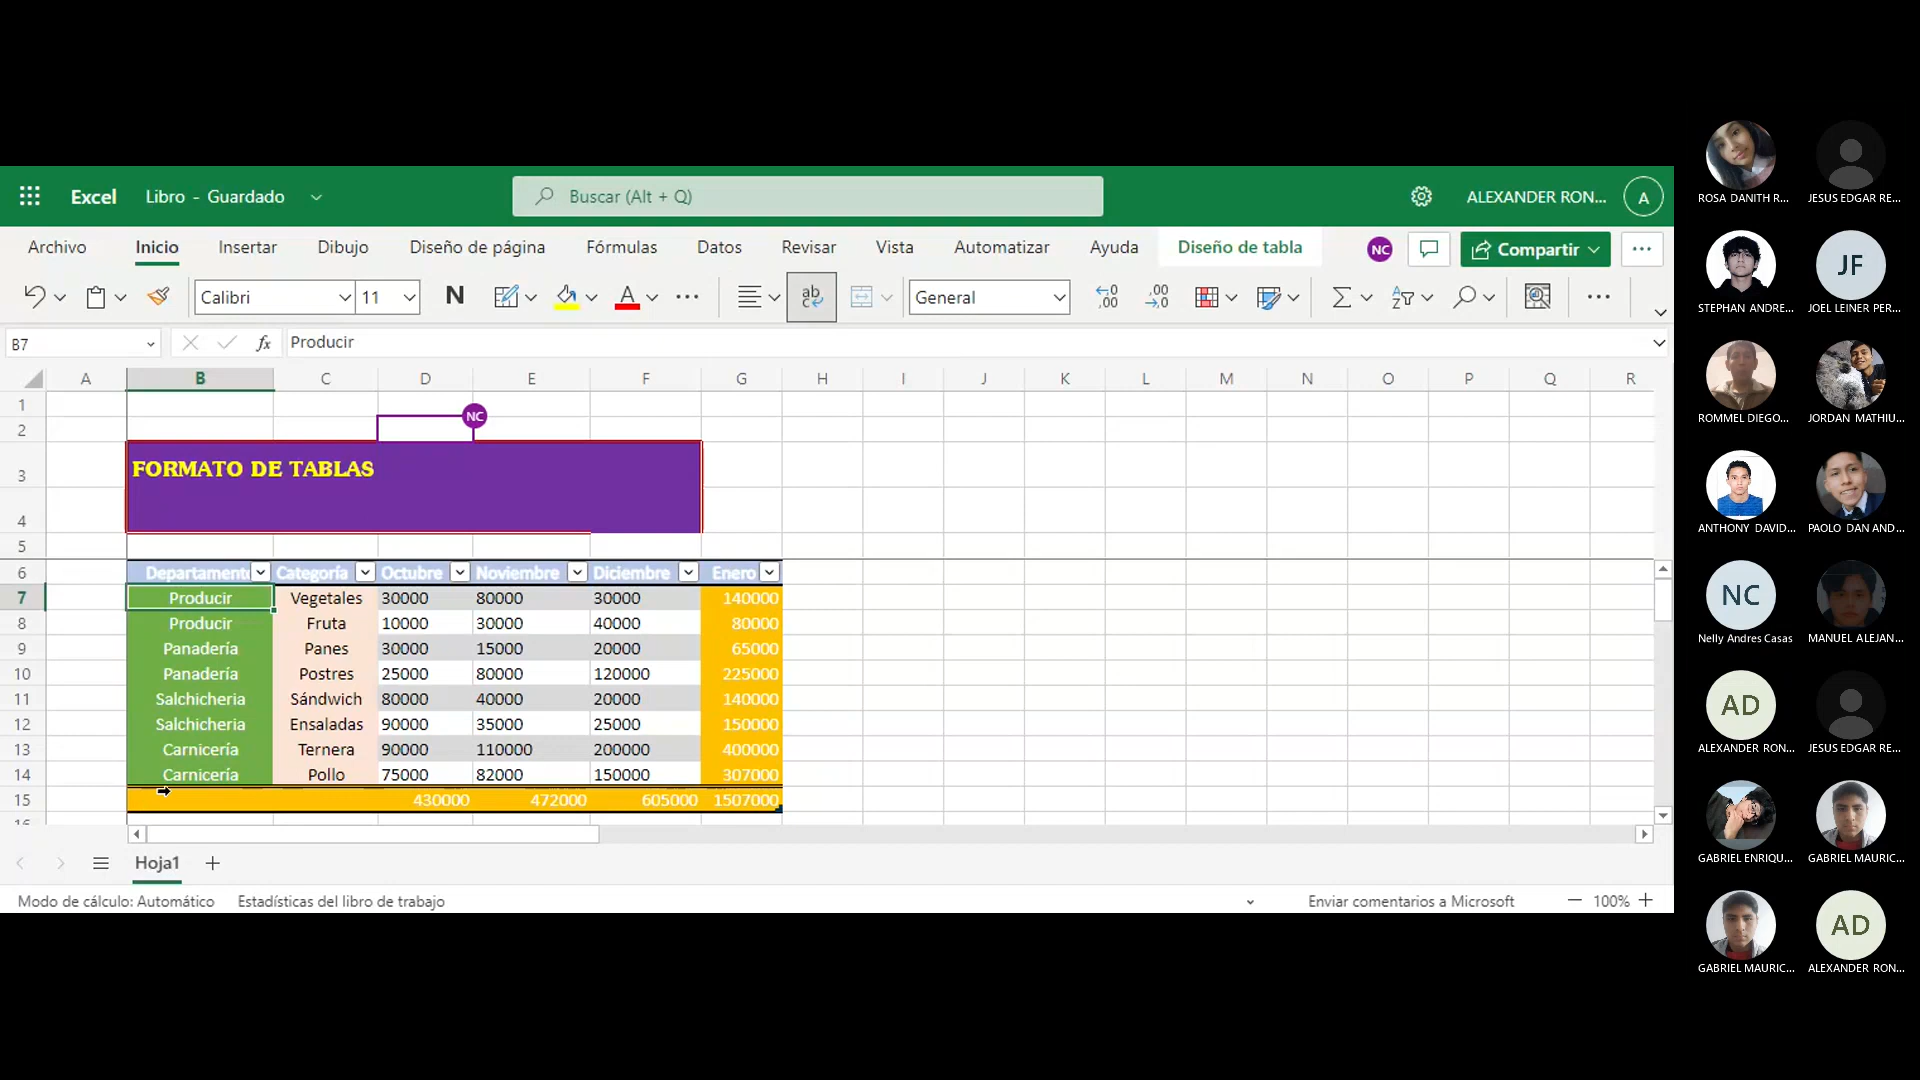 Excel Libro - Guardado Buscar (Alt + Q) ALEXANDER RON... A
Archivo Inicio Insertar Dibujo Diseño de página Fórmulas Datos Revisar Vista Automatizar Ayuda Diseño de tabla NC Compartir
Calibri 11 N A ab General
B7 fx Producir
A B C D E F G H I J K L M N O P Q R
1
2 NC
3 FORMATO DE TABLAS
4
5
6 Departamento Categoría Octubre Noviembre Diciembre Enero
7 Producir Vegetales 30000 80000 30000 140000
8 Producir Fruta 10000 30000 40000 80000
9 Panadería Panes 30000 15000 20000 65000
10 Panadería Postres 25000 80000 120000 225000
11 Salchicheria Sándwich 80000 40000 20000 140000
12 Salchicheria Ensaladas 90000 35000 25000 150000
13 Carnicería Ternera 90000 110000 200000 400000
14 Carnicería Pollo 75000 82000 150000 307000
15 430000 472000 605000 1507000
Hoja1
Modo de cálculo: Automático Estadísticas del libro de trabajo Enviar comentarios a Microsoft 100%
ROSA DANITH R... JESUS EDGAR RE...
JF
STEPHAN ANDRE... JOEL LEINER PER...
ROMMEL DIEGO... JORDAN MATHIU...
ANTHONY DAVID... PAOLO DAN AND...
NC
Nelly Andres Casas MANUEL ALEJAN...
AD
ALEXANDER RON... JESUS EDGAR RE...
GABRIEL ENRIQU... GABRIEL MAURIC...
AD
GABRIEL MAURIC... ALEXANDER RON...